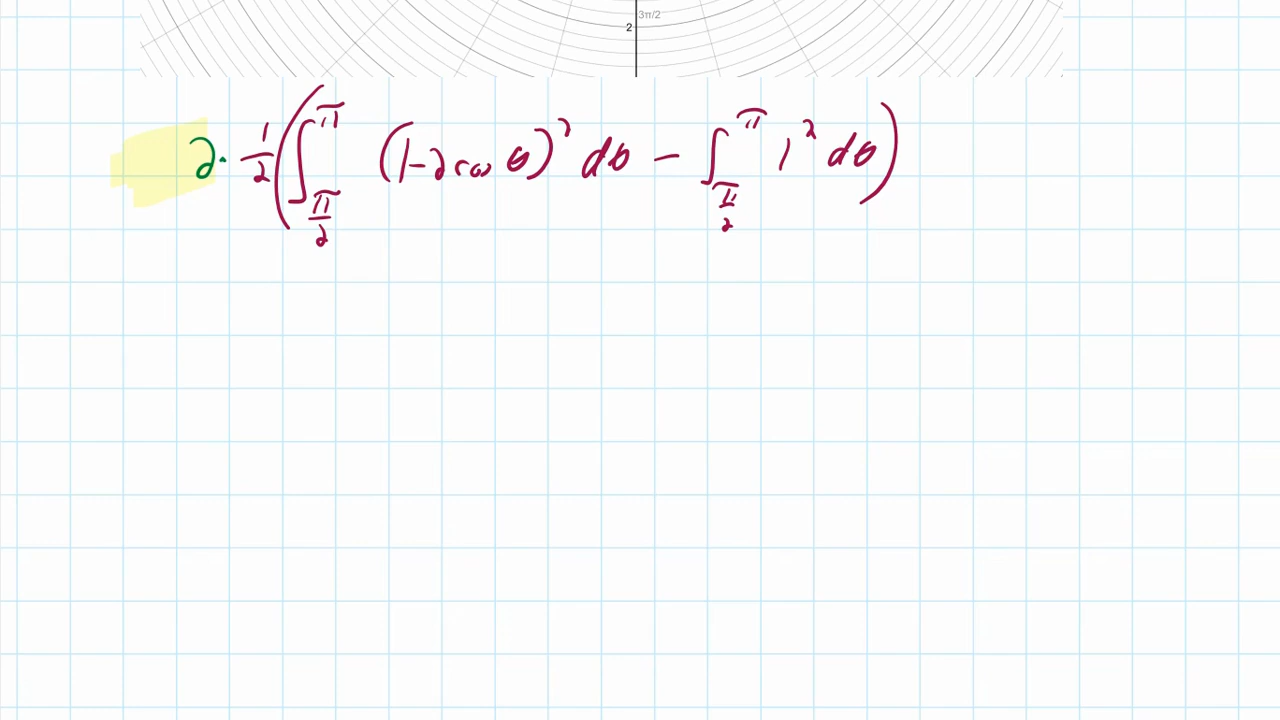 3π/2
2
2 · 1/2 ( ∫_{π/2}^{π} (1-2cos θ)² dθ − ∫_{π/2}^{π} 1² dθ )